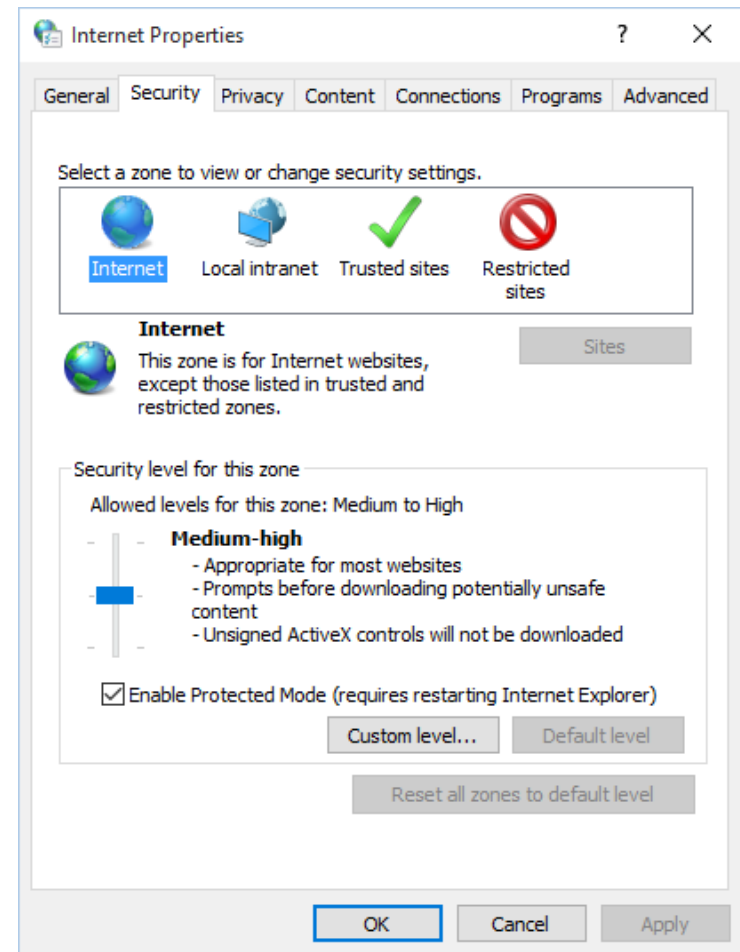 Internet Properties
?
General Security Privacy Content Connections Programs Advanced
Select a zone to view or change security settings.
Internet Local intranet Trusted sites Restricted
sites
Internet
Sites
This zone is for Internet websites,
except those listed in trusted and
restricted zones.
Security level for this zone
Allowed levels for this zone: Medium to High
Medium-high
- Appropriate for most websites
- Prompts before downloading potentially unsafe
content
- Unsigned ActiveX controls will not be downloaded
Enable Protected Mode (requires restarting Internet Explorer)
Custom level... Default level
Reset all zones to default level
OK Cancel Apply